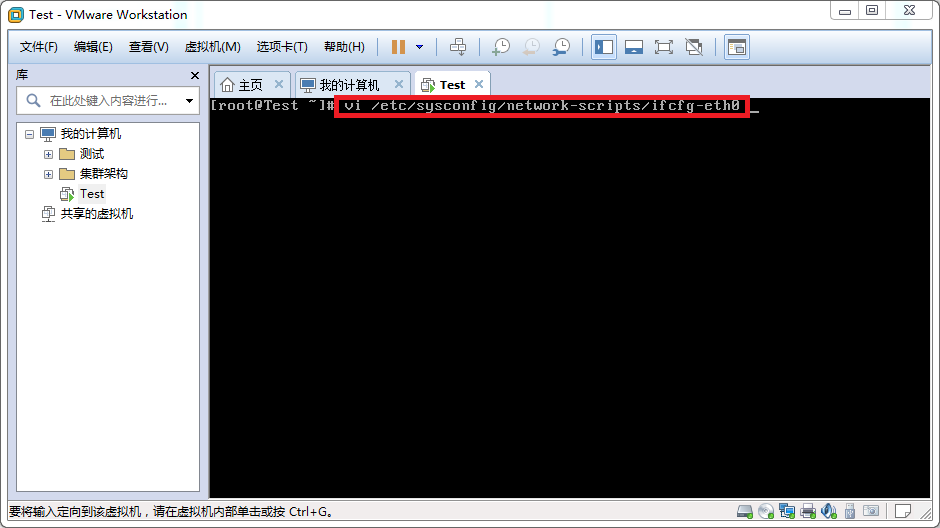 Test - VMware Workstation
文件(F) 编辑(E) 查看(V) 虚拟机(M) 选项卡(T) 帮助(H)
库
在此处键入内容进行...
我的计算机
测试
集群架构
Test
共享的虚拟机
主页 我的计算机 Test
[root@Test ~]# vi /etc/sysconfig/network-scripts/ifcfg-eth0 _
要将输入定向到该虚拟机，请在虚拟机内部单击或按 Ctrl+G。